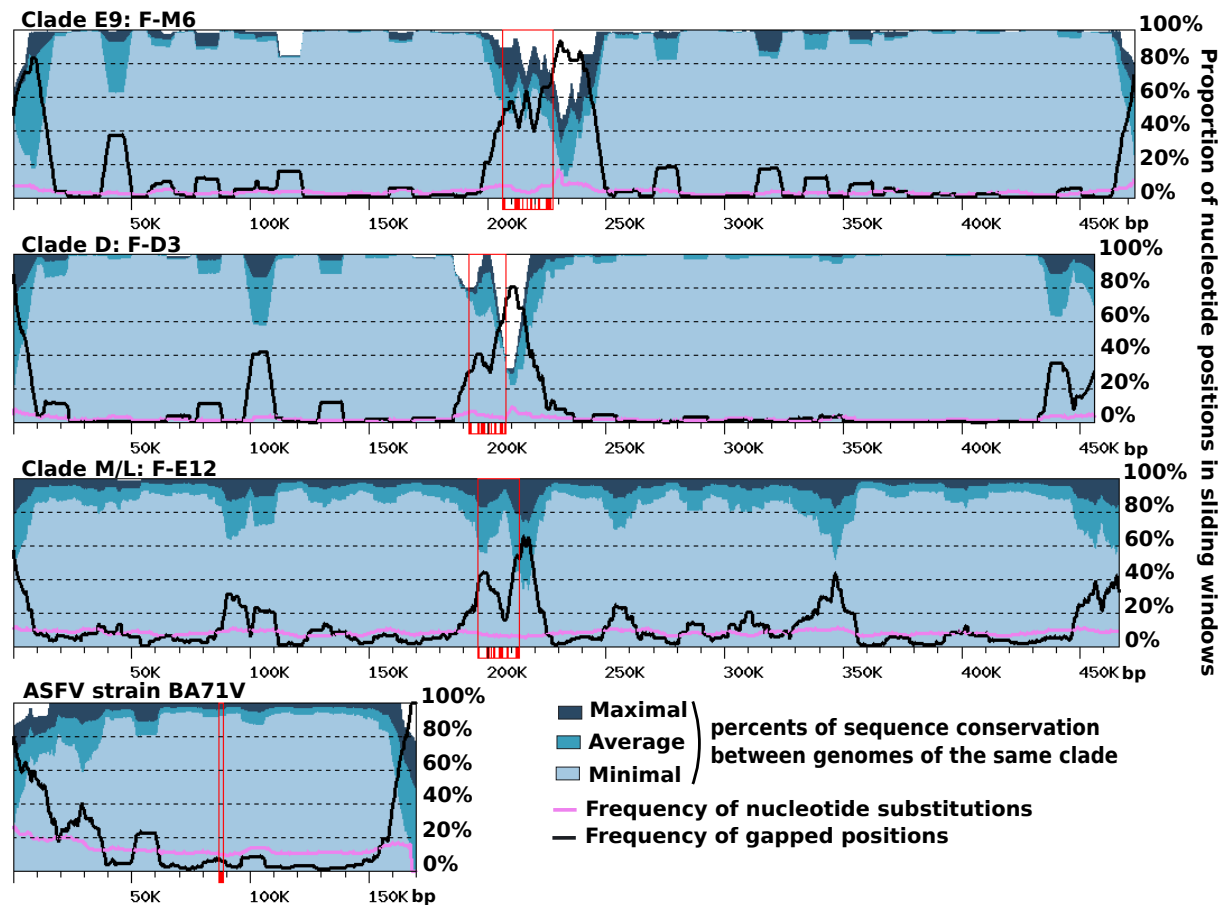 Clade E9: F-M6
100%
80%
60%
40%
20%
0%
50K 100K 150K 200K 250K 300K 350K 400K 450K bp
Clade D: F-D3
100%
80%
60%
40%
20%
0%
50K 100K 150K 200K 250K 300K 350K 400K 450K bp
Clade M/L: F-E12
100%
80%
60%
40%
20%
0%
50K 100K 150K 200K 250K 300K 350K 400K 450K bp
Proportion of nucleotide positions in sliding windows
ASFV strain BA71V
100%
80%
60%
40%
20%
0%
50K 100K 150K bp
Maximal
Average
Minimal
percents of sequence conservation
between genomes of the same clade
Frequency of nucleotide substitutions
Frequency of gapped positions